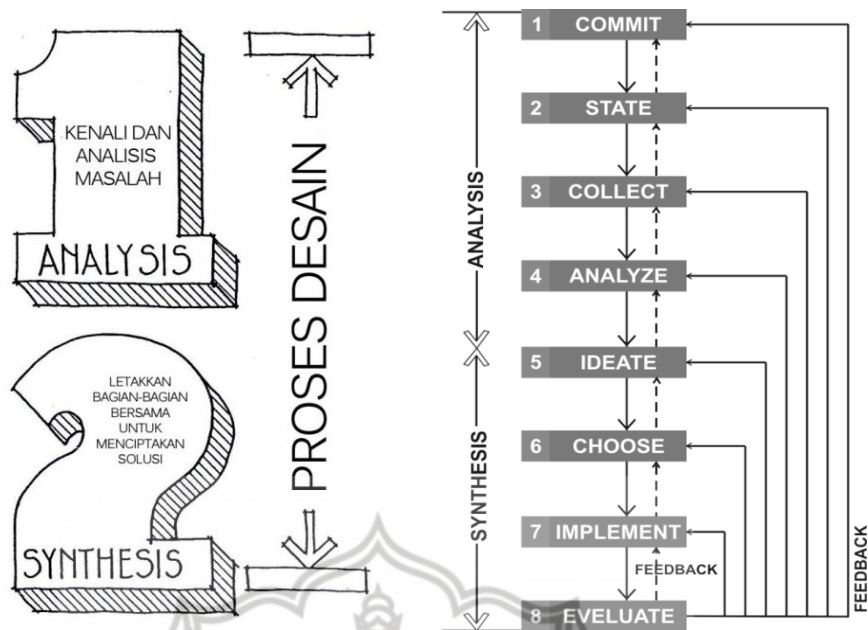 KENALI DAN
ANALISIS
MASALAH
ANALYSIS
LETAKKAN
BAGIAN-BAGIAN
BERSAMA
UNTUK
MENCIPTAKAN
SOLUSI
SYNTHESIS
PROSES DESAIN
ANALYSIS
SYNTHESIS
1 COMMIT
2 STATE
3 COLLECT
4 ANALYZE
5 IDEATE
6 CHOOSE
7 IMPLEMENT
FEEDBACK
8 EVELUATE
FEEDBACK